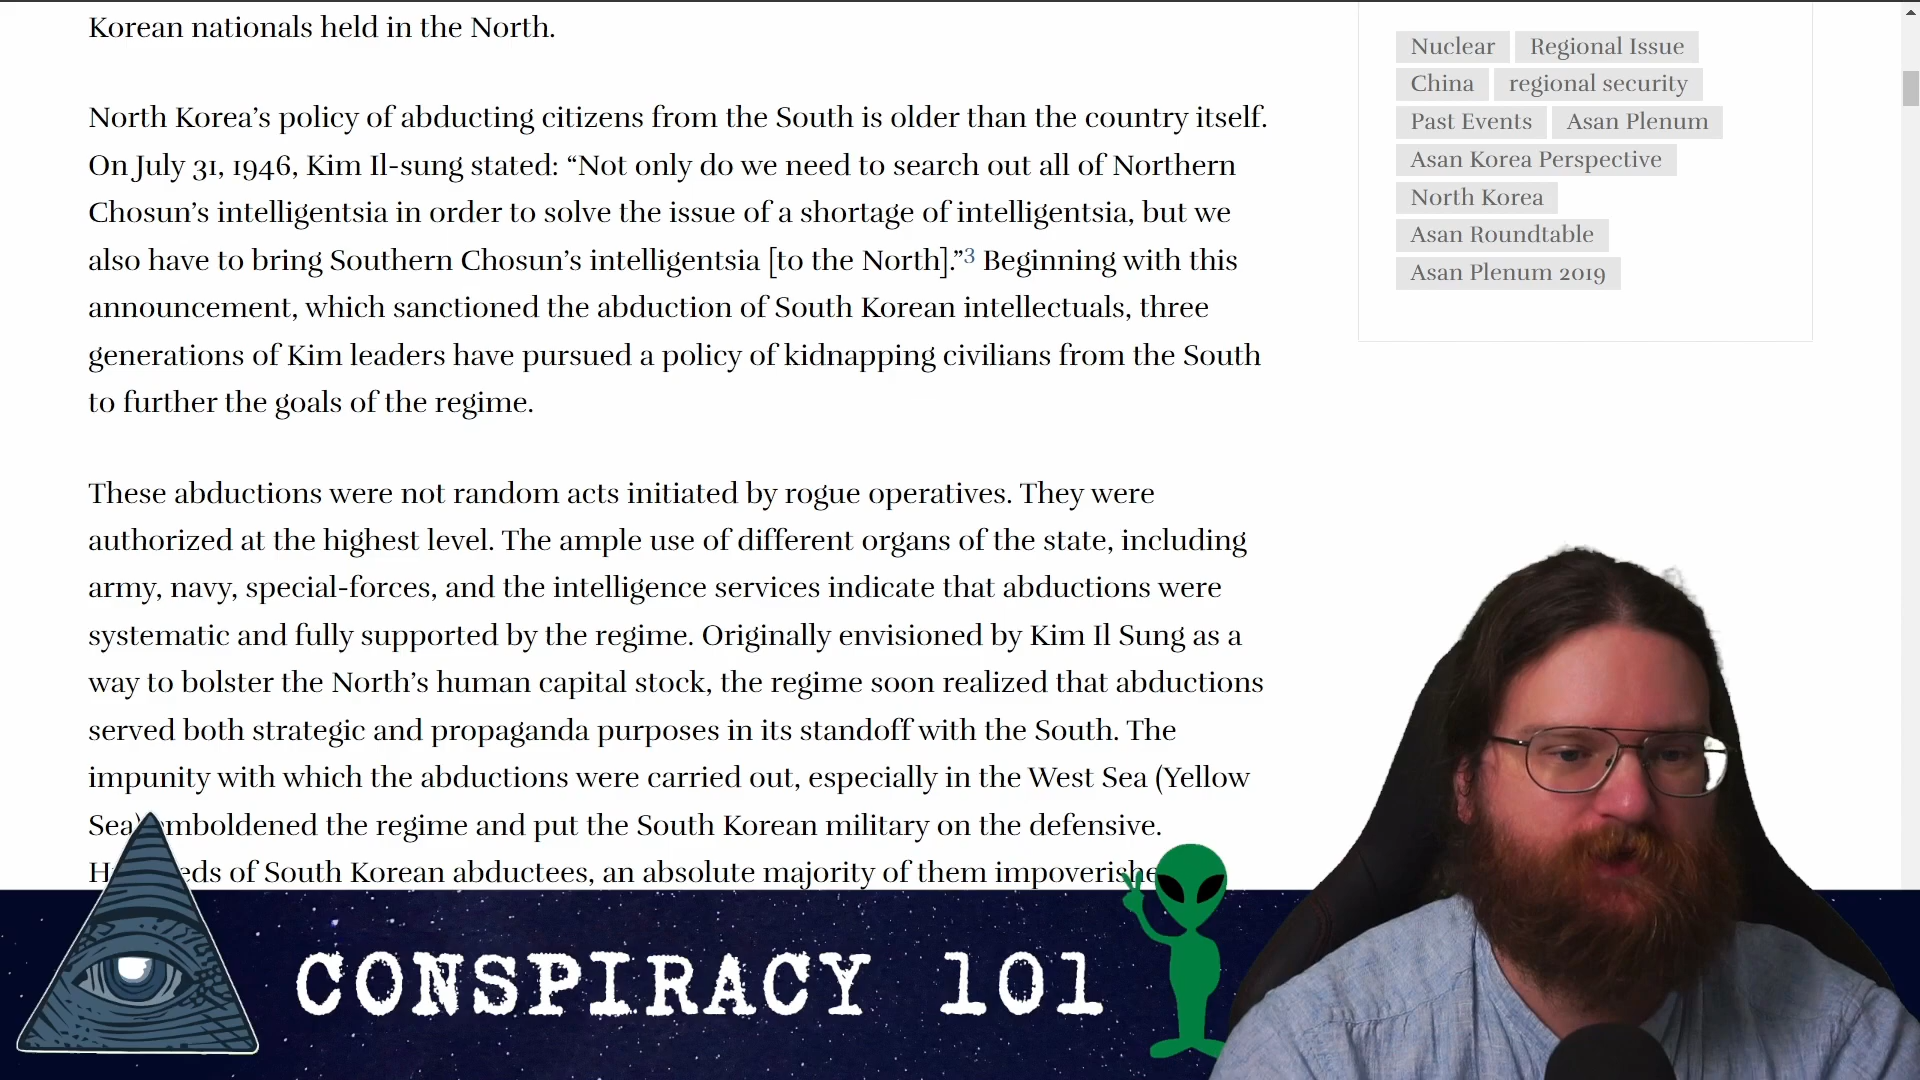 Korean nationals held in the North.
North Korea’s policy of abducting citizens from the South is older than the country itself.
On July 31, 1946, Kim Il-sung stated: “Not only do we need to search out all of Northern
Chosun’s intelligentsia in order to solve the issue of a shortage of intelligentsia, but we
also have to bring Southern Chosun’s intelligentsia [to the North].”3 Beginning with this
announcement, which sanctioned the abduction of South Korean intellectuals, three
generations of Kim leaders have pursued a policy of kidnapping civilians from the South
to further the goals of the regime.
These abductions were not random acts initiated by rogue operatives. They were
authorized at the highest level. The ample use of different organs of the state, including
army, navy, special-forces, and the intelligence services indicate that abductions were
systematic and fully supported by the regime. Originally envisioned by Kim Il Sung as a
way to bolster the North’s human capital stock, the regime soon realized that abductions
served both strategic and propaganda purposes in its standoff with the South. The
impunity with which the abductions were carried out, especially in the West Sea (Yellow
Sea) emboldened the regime and put the South Korean military on the defensive.
of South Korean abductees, an absolute majority of them
Nuclear Regional Issue
China regional security
Past Events Asan Plenum
Asan Korea Perspective
North Korea
Asan Roundtable
Asan Plenum 2019
CONSPIRACY 101